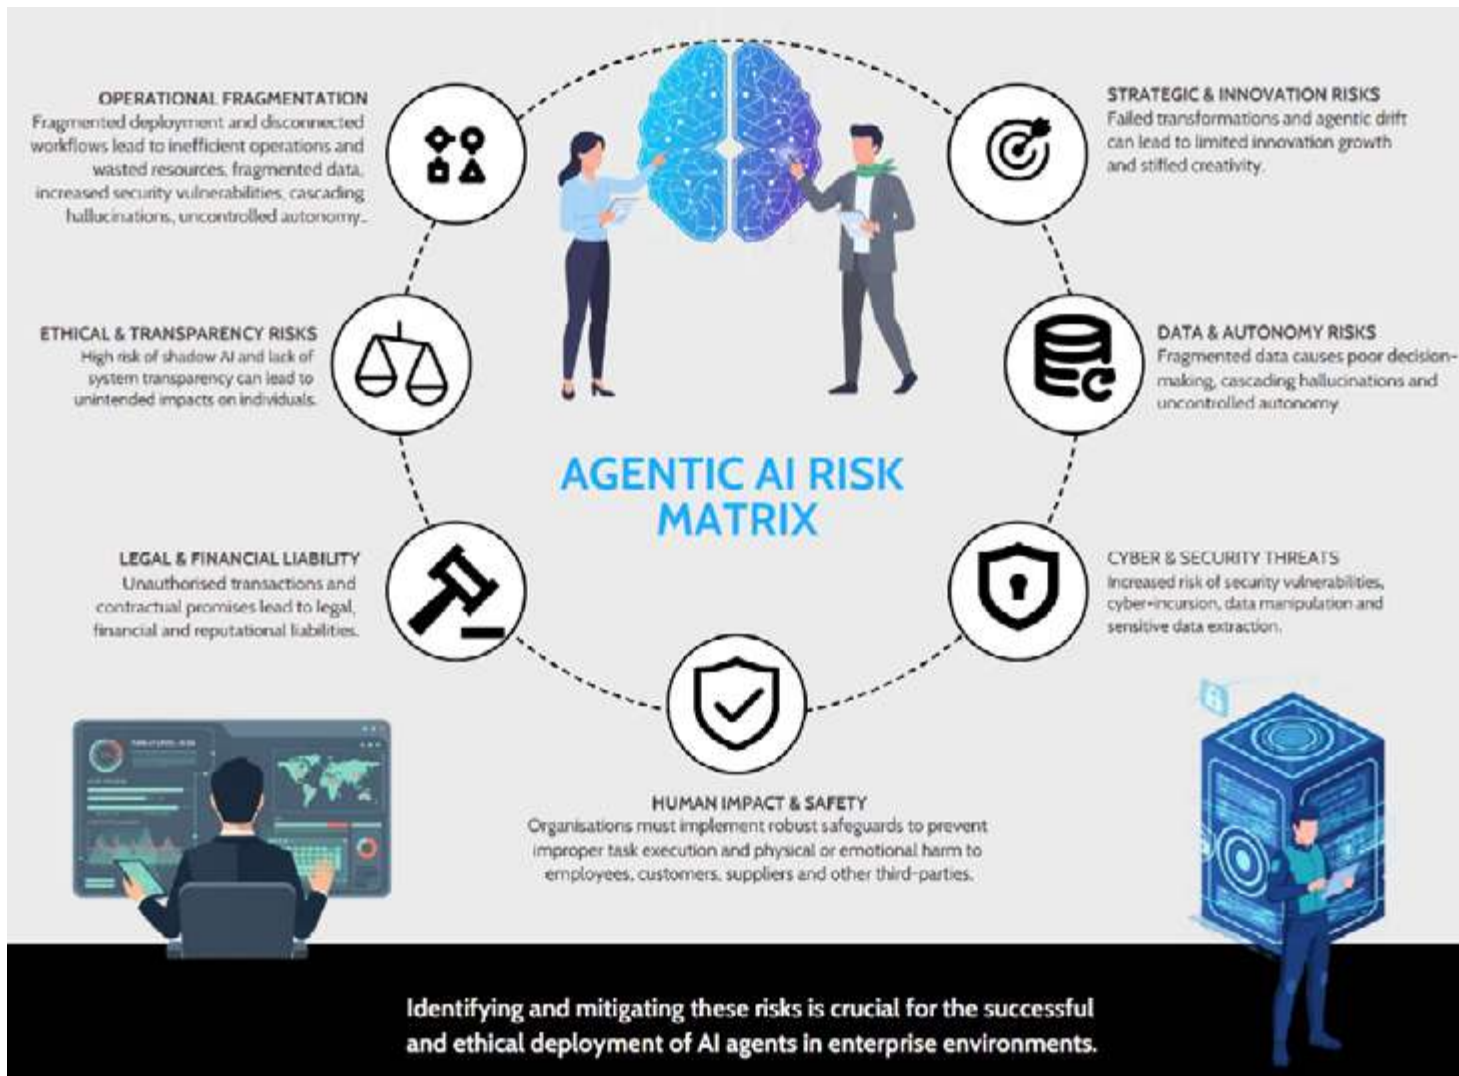 OPERATIONAL FRAGMENTATION
Fragmented deployment and disconnected
workflows lead to inefficient operations and
wasted resources, fragmented data,
increased security vulnerabilities, cascading
hallucinations, uncontrolled autonomy..
STRATEGIC & INNOVATION RISKS
Failed transformations and agentic drift
can lead to limited innovation growth
and stifled creativity.
ETHICAL & TRANSPARENCY RISKS
High risk of shadow AI and lack of
system transparency can lead to
unintended impacts on individuals.
DATA & AUTONOMY RISKS
Fragmented data causes poor decision-
making, cascading hallucinations and
uncontrolled autonomy
AGENTIC AI RISK
MATRIX
LEGAL & FINANCIAL LIABILITY
Unauthorised transactions and
contractual promises lead to legal,
financial and reputational liabilities.
CYBER & SECURITY THREATS
Increased risk of security vulnerabilities,
cyber-incursion, data manipulation and
sensitive data extraction.
HUMAN IMPACT & SAFETY
Organisations must implement robust safeguards to prevent
improper task execution and physical or emotional harm to
employees, customers, suppliers and other third-parties.
Identifying and mitigating these risks is crucial for the successful
and ethical deployment of AI agents in enterprise environments.